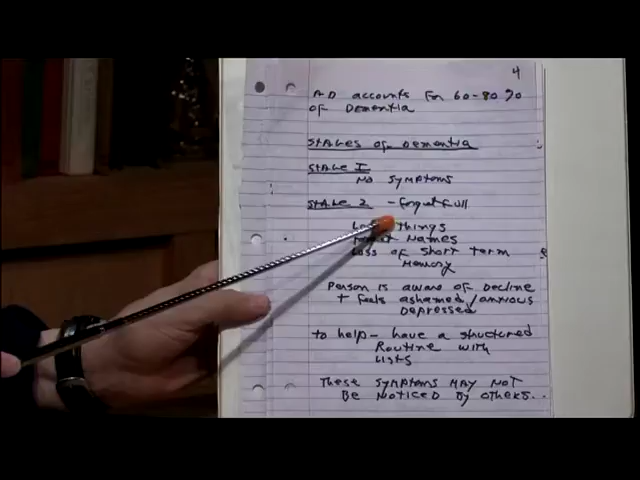 4
AD accounts for 60-80%
of Dementia
Stages of Dementia
Stage I
No symptoms
Stage 2 - forgetfull
Things
Names
Loss of short term
Memory
Person is aware of Decline
+ feels ashamed/anxious
Depressed
to help - have a structured
Routine with
Lists
These symptoms may not
Be noticed by others.